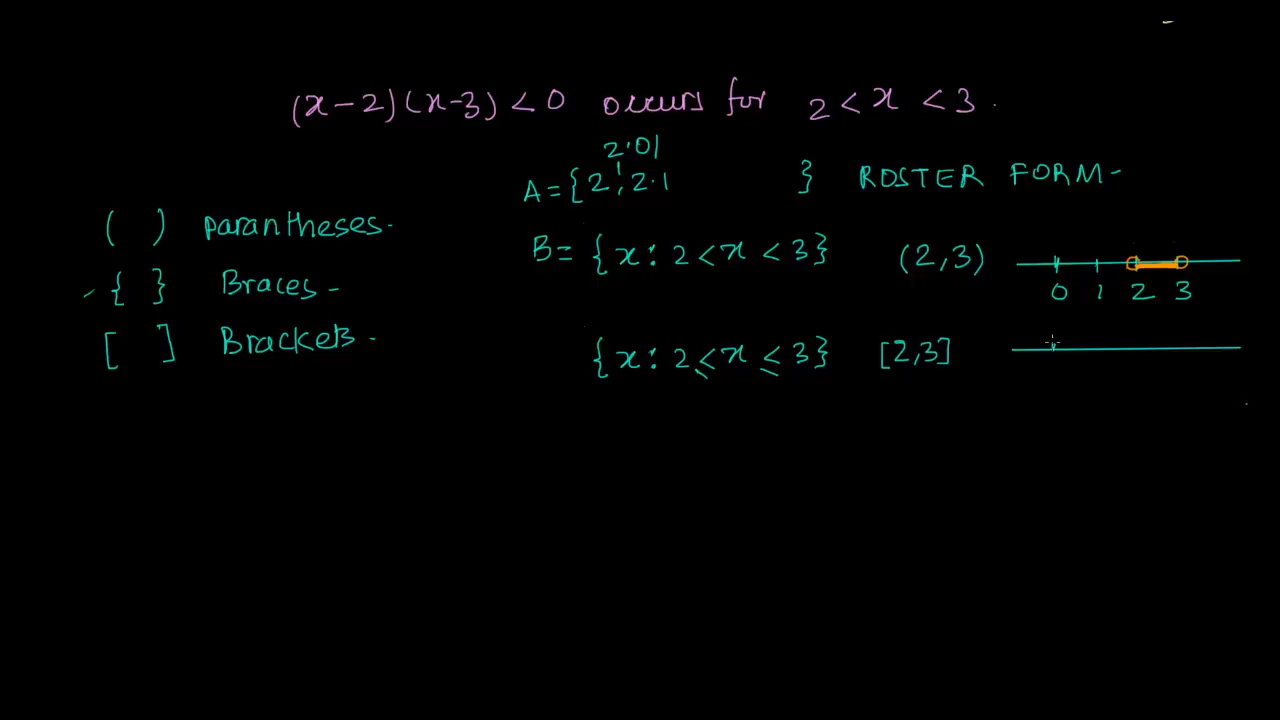 (x-2)(x-3) < 0 occurs for 2 < x < 3.
2.01
A = {2, 2.1 } ROSTER FORM-
( ) parantheses.
B = {x: 2 < x < 3} (2,3)
{ } Braces-
0 1 2 3
[ ] Brackets.
{x: 2 ≤ x ≤ 3} [2,3]